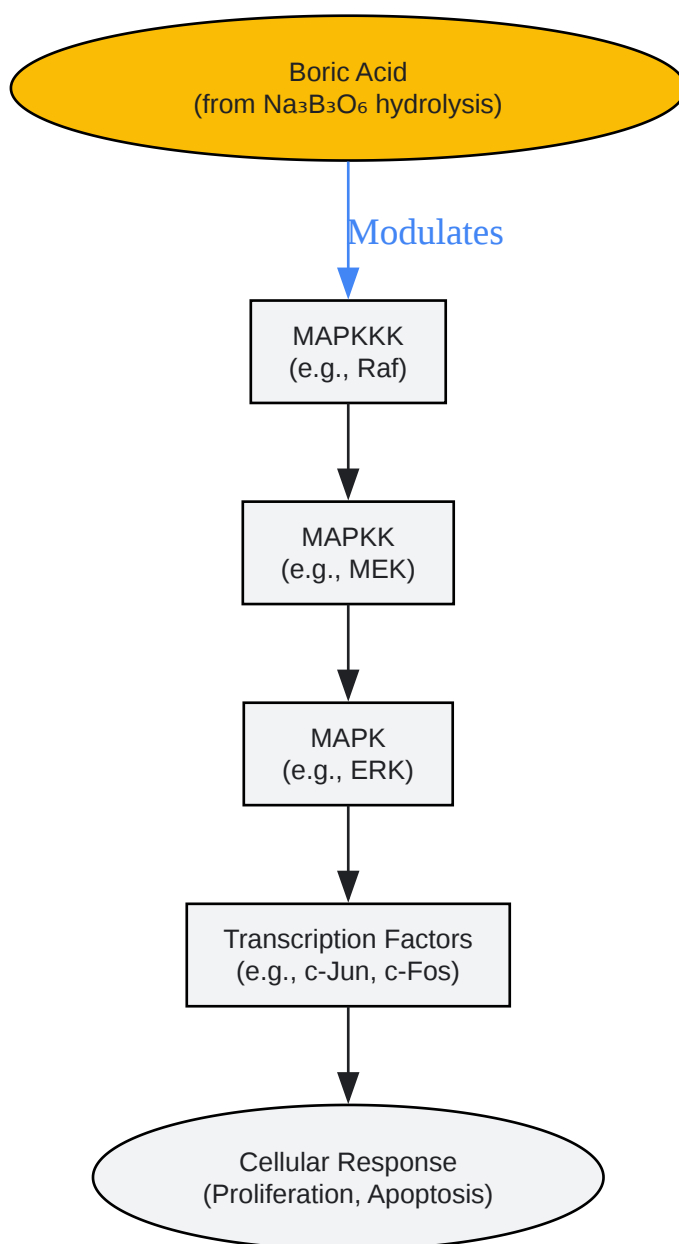 Boric Acid
(from Na₃B₃O₆ hydrolysis)
Modulates
MAPKKK
(e.g., Raf)
MAPKK
(e.g., MEK)
MAPK
(e.g., ERK)
Transcription Factors
(e.g., c-Jun, c-Fos)
Cellular Response
(Proliferation, Apoptosis)